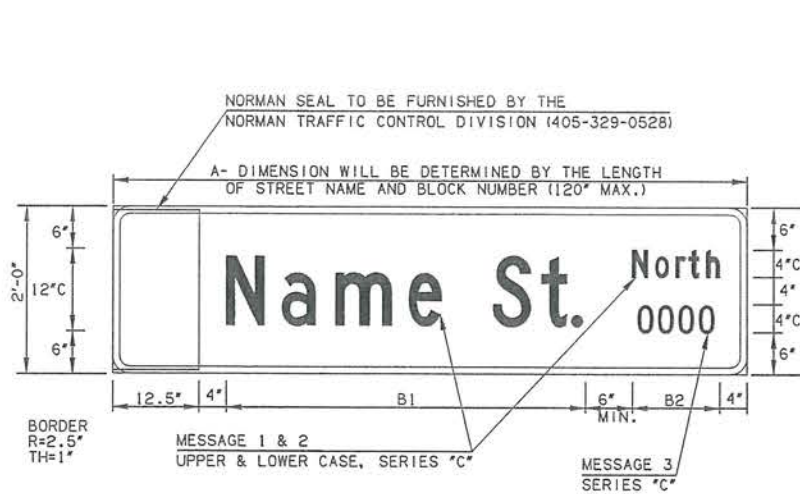 NORMAN SEAL TO BE FURNISHED BY THE
NORMAN TRAFFIC CONTROL DIVISION (405-329-0528)
A- DIMENSION WILL BE DETERMINED BY THE LENGTH
OF STREET NAME AND BLOCK NUMBER (120" MAX.)
2'-0"
6"
12"C
6"
Name St.
North
0000
6"
4"C
4"
4"C
6"
12.5"
4"
B1
6"
MIN.
B2
4"
BORDER
R=2.5"
TH=1"
MESSAGE 1 & 2
UPPER & LOWER CASE, SERIES "C"
MESSAGE 3
SERIES "C"